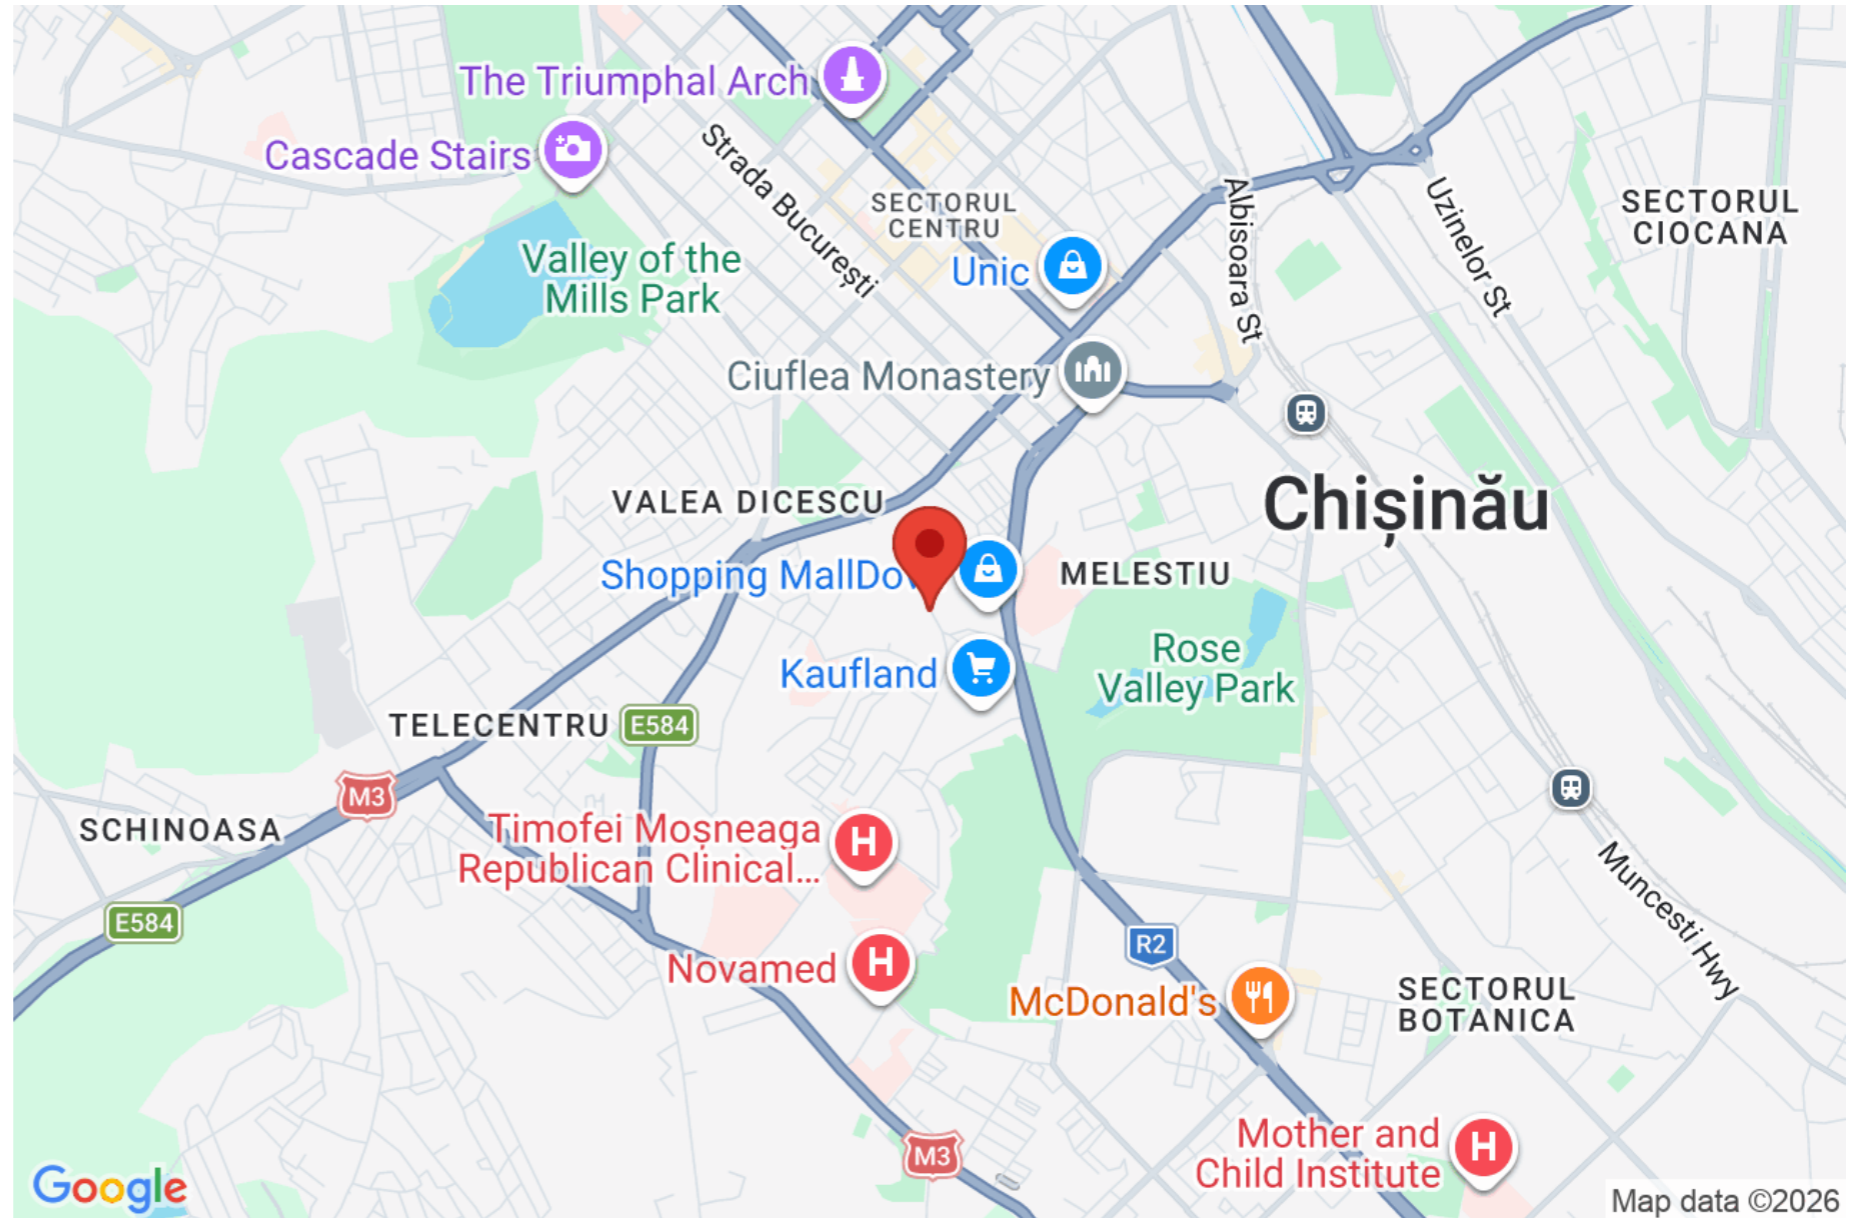 The Triumphal Arch
Cascade Stairs
Strada București
SECTORUL
CENTRU
Albisoara St
Uzinelor St
SECTORUL
CIOCANA
Valley of the
Mills Park
Unic
Ciuflea Monastery
Chișinău
VALEA DICESCU
Shopping MallDo
MELESTIU
Rose
Valley Park
Kaufland
TELECENTRU
E584
M3
SCHINOASA
Timofei Moșneaga
Republican Clinical...
H
E584
Novamed
H
R2
Muncesti Hwy
McDonald's
SECTORUL
BOTANICA
Mother and
Child Institute
H
M3
Google
Map data ©2026